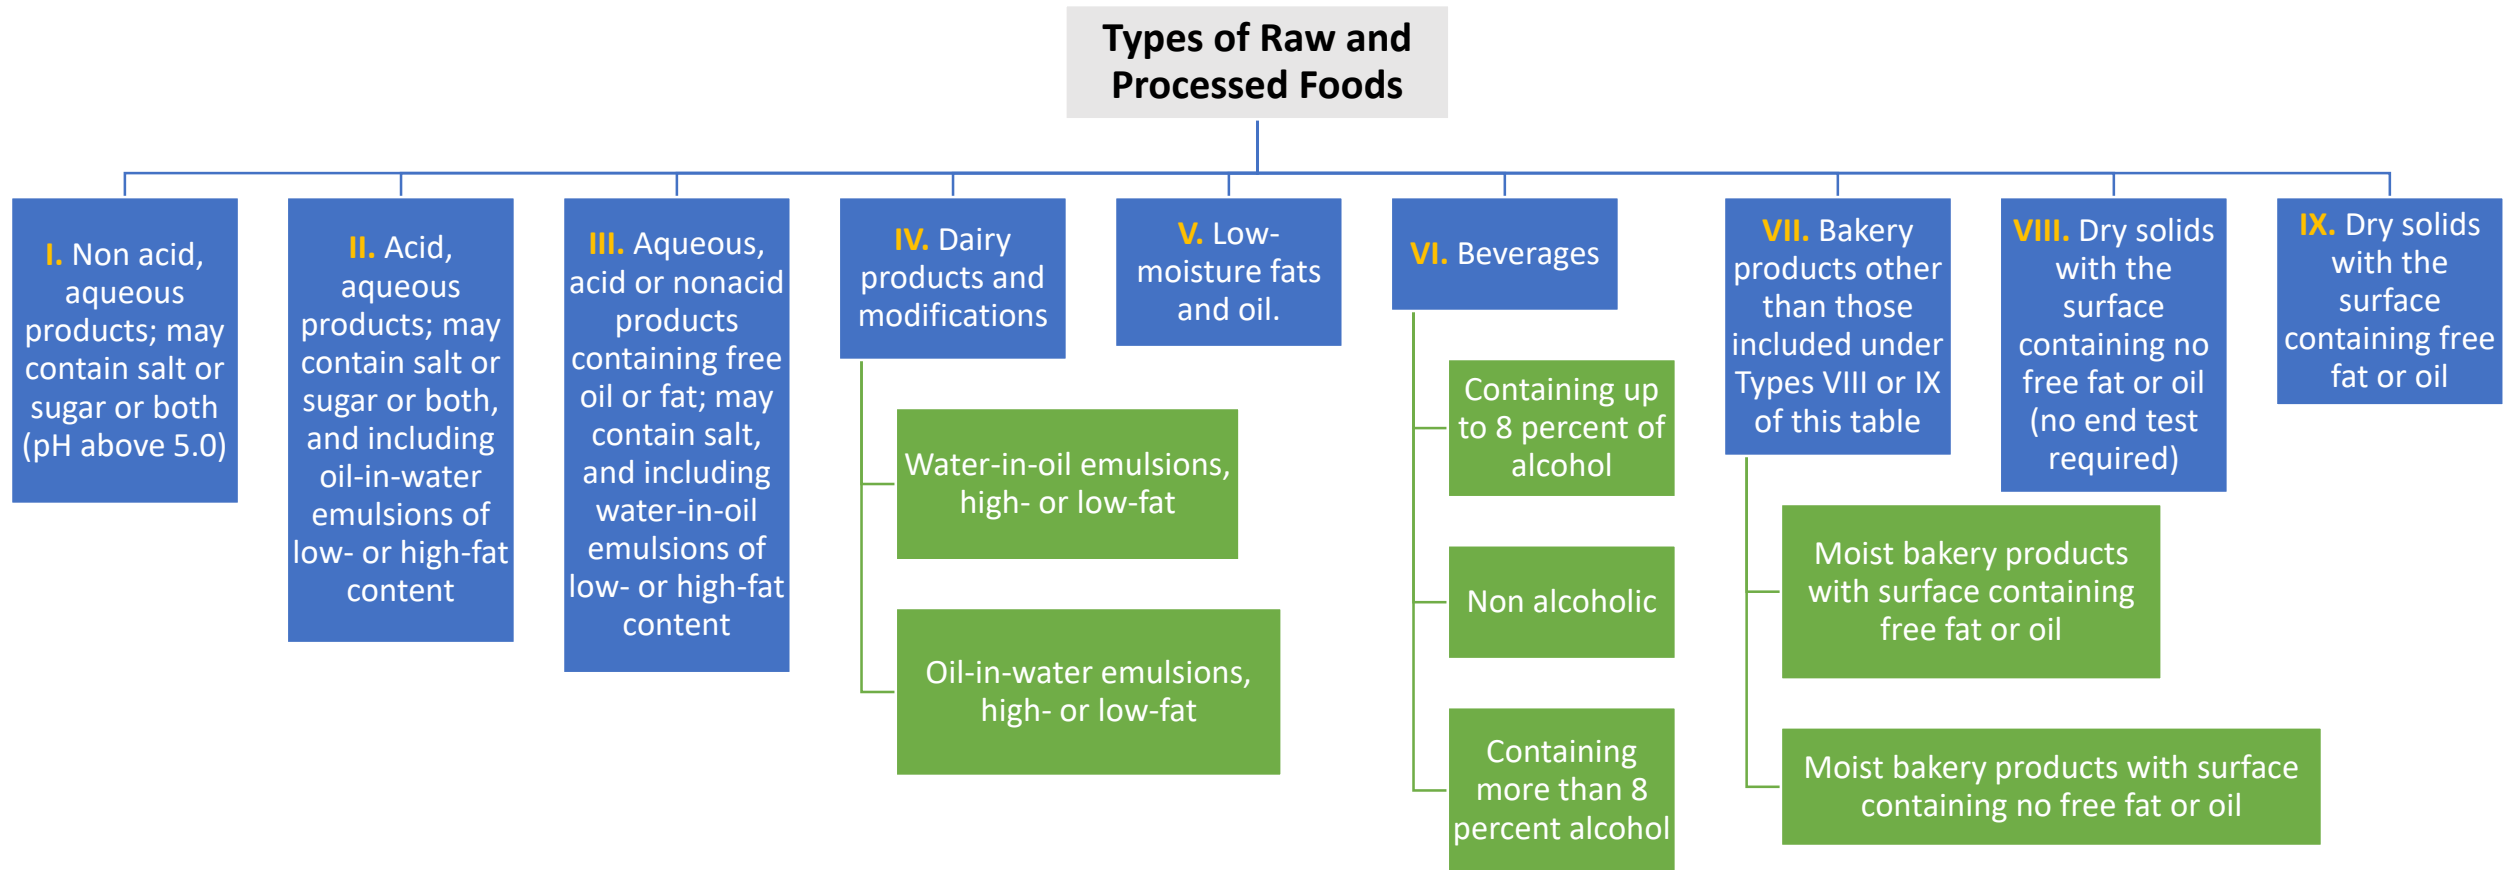 Types of Raw and
Processed Foods
I. Non acid,
aqueous
products; may
contain salt or
sugar or both
(pH above 5.0)
II. Acid,
aqueous
products; may
contain salt or
sugar or both,
and including
oil-in-water
emulsions of
low- or high-fat
content
III. Aqueous,
acid or nonacid
products
containing free
oil or fat; may
contain salt,
and including
water-in-oil
emulsions of
low- or high-fat
content
IV. Dairy
products and
modifications
Water-in-oil emulsions,
high- or low-fat
Oil-in-water emulsions,
high- or low-fat
V. Low-
moisture fats
and oil.
VI. Beverages
Containing up
to 8 percent of
alcohol
Non alcoholic
Containing
more than 8
percent alcohol
VII. Bakery
products other
than those
included under
Types VIII or IX
of this table
Moist bakery products
with surface containing
free fat or oil
Moist bakery products with surface
containing no free fat or oil
VIII. Dry solids
with the
surface
containing no
free fat or oil
(no end test
required)
IX. Dry solids
with the
surface
containing free
fat or oil